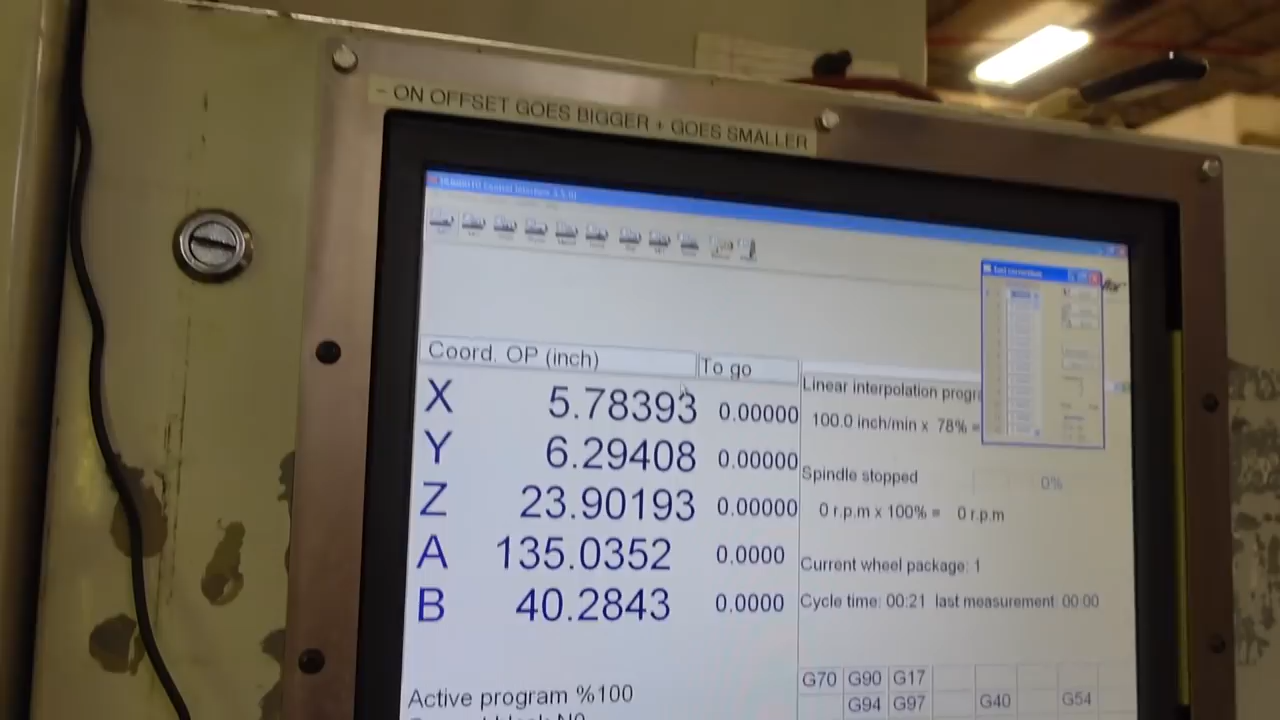 - ON OFFSET GOES BIGGER + GOES SMALLER
Coord. OP (inch) To go
X 5.78393 0.00000
Y 6.29408 0.00000
Z 23.90193 0.00000
A 135.0352 0.0000
B 40.2843 0.0000
Linear interpolation
100.0 inch/min x 78% =
Spindle stopped 0%
0 r.p.m x 100% = 0 r.p.m
Current wheel package: 1
Cycle time: 00:21 last measurement 00:00
G70 G90 G17
G94 G97 G40 G54
Active program %100